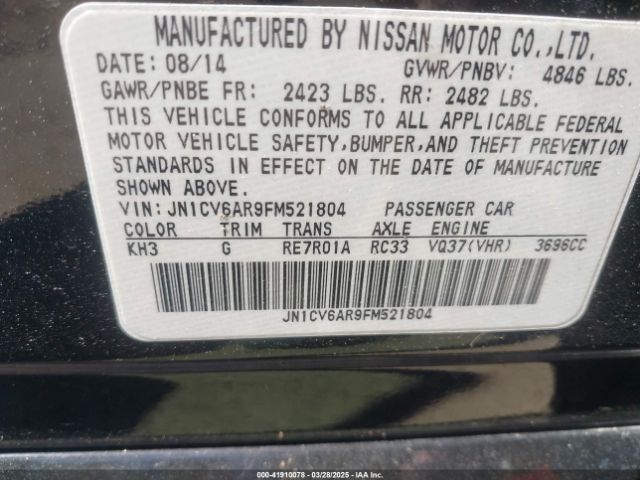 MANUFACTURED BY NISSAN MOTOR CO.,LTD.
DATE: 08/14 GVWR/PNBV: 4846 LBS.
GAWR/PNBE FR: 2423 LBS. RR: 2482 LBS.
THIS VEHICLE CONFORMS TO ALL APPLICABLE FEDERAL
MOTOR VEHICLE SAFETY,BUMPER,AND THEFT PREVENTION
STANDARDS IN EFFECT ON THE DATE OF MANUFACTURE
SHOWN ABOVE.
VIN: JN1CV6AR9FM521804 PASSENGER CAR
COLOR TRIM TRANS AXLE ENGINE
KH3 G RE7R01A RC33 VQ37(VHR) 3696CC
JN1CV6AR9FM521804
000-41910078 — 03/28/2025 — © IAA Holdings, LLC